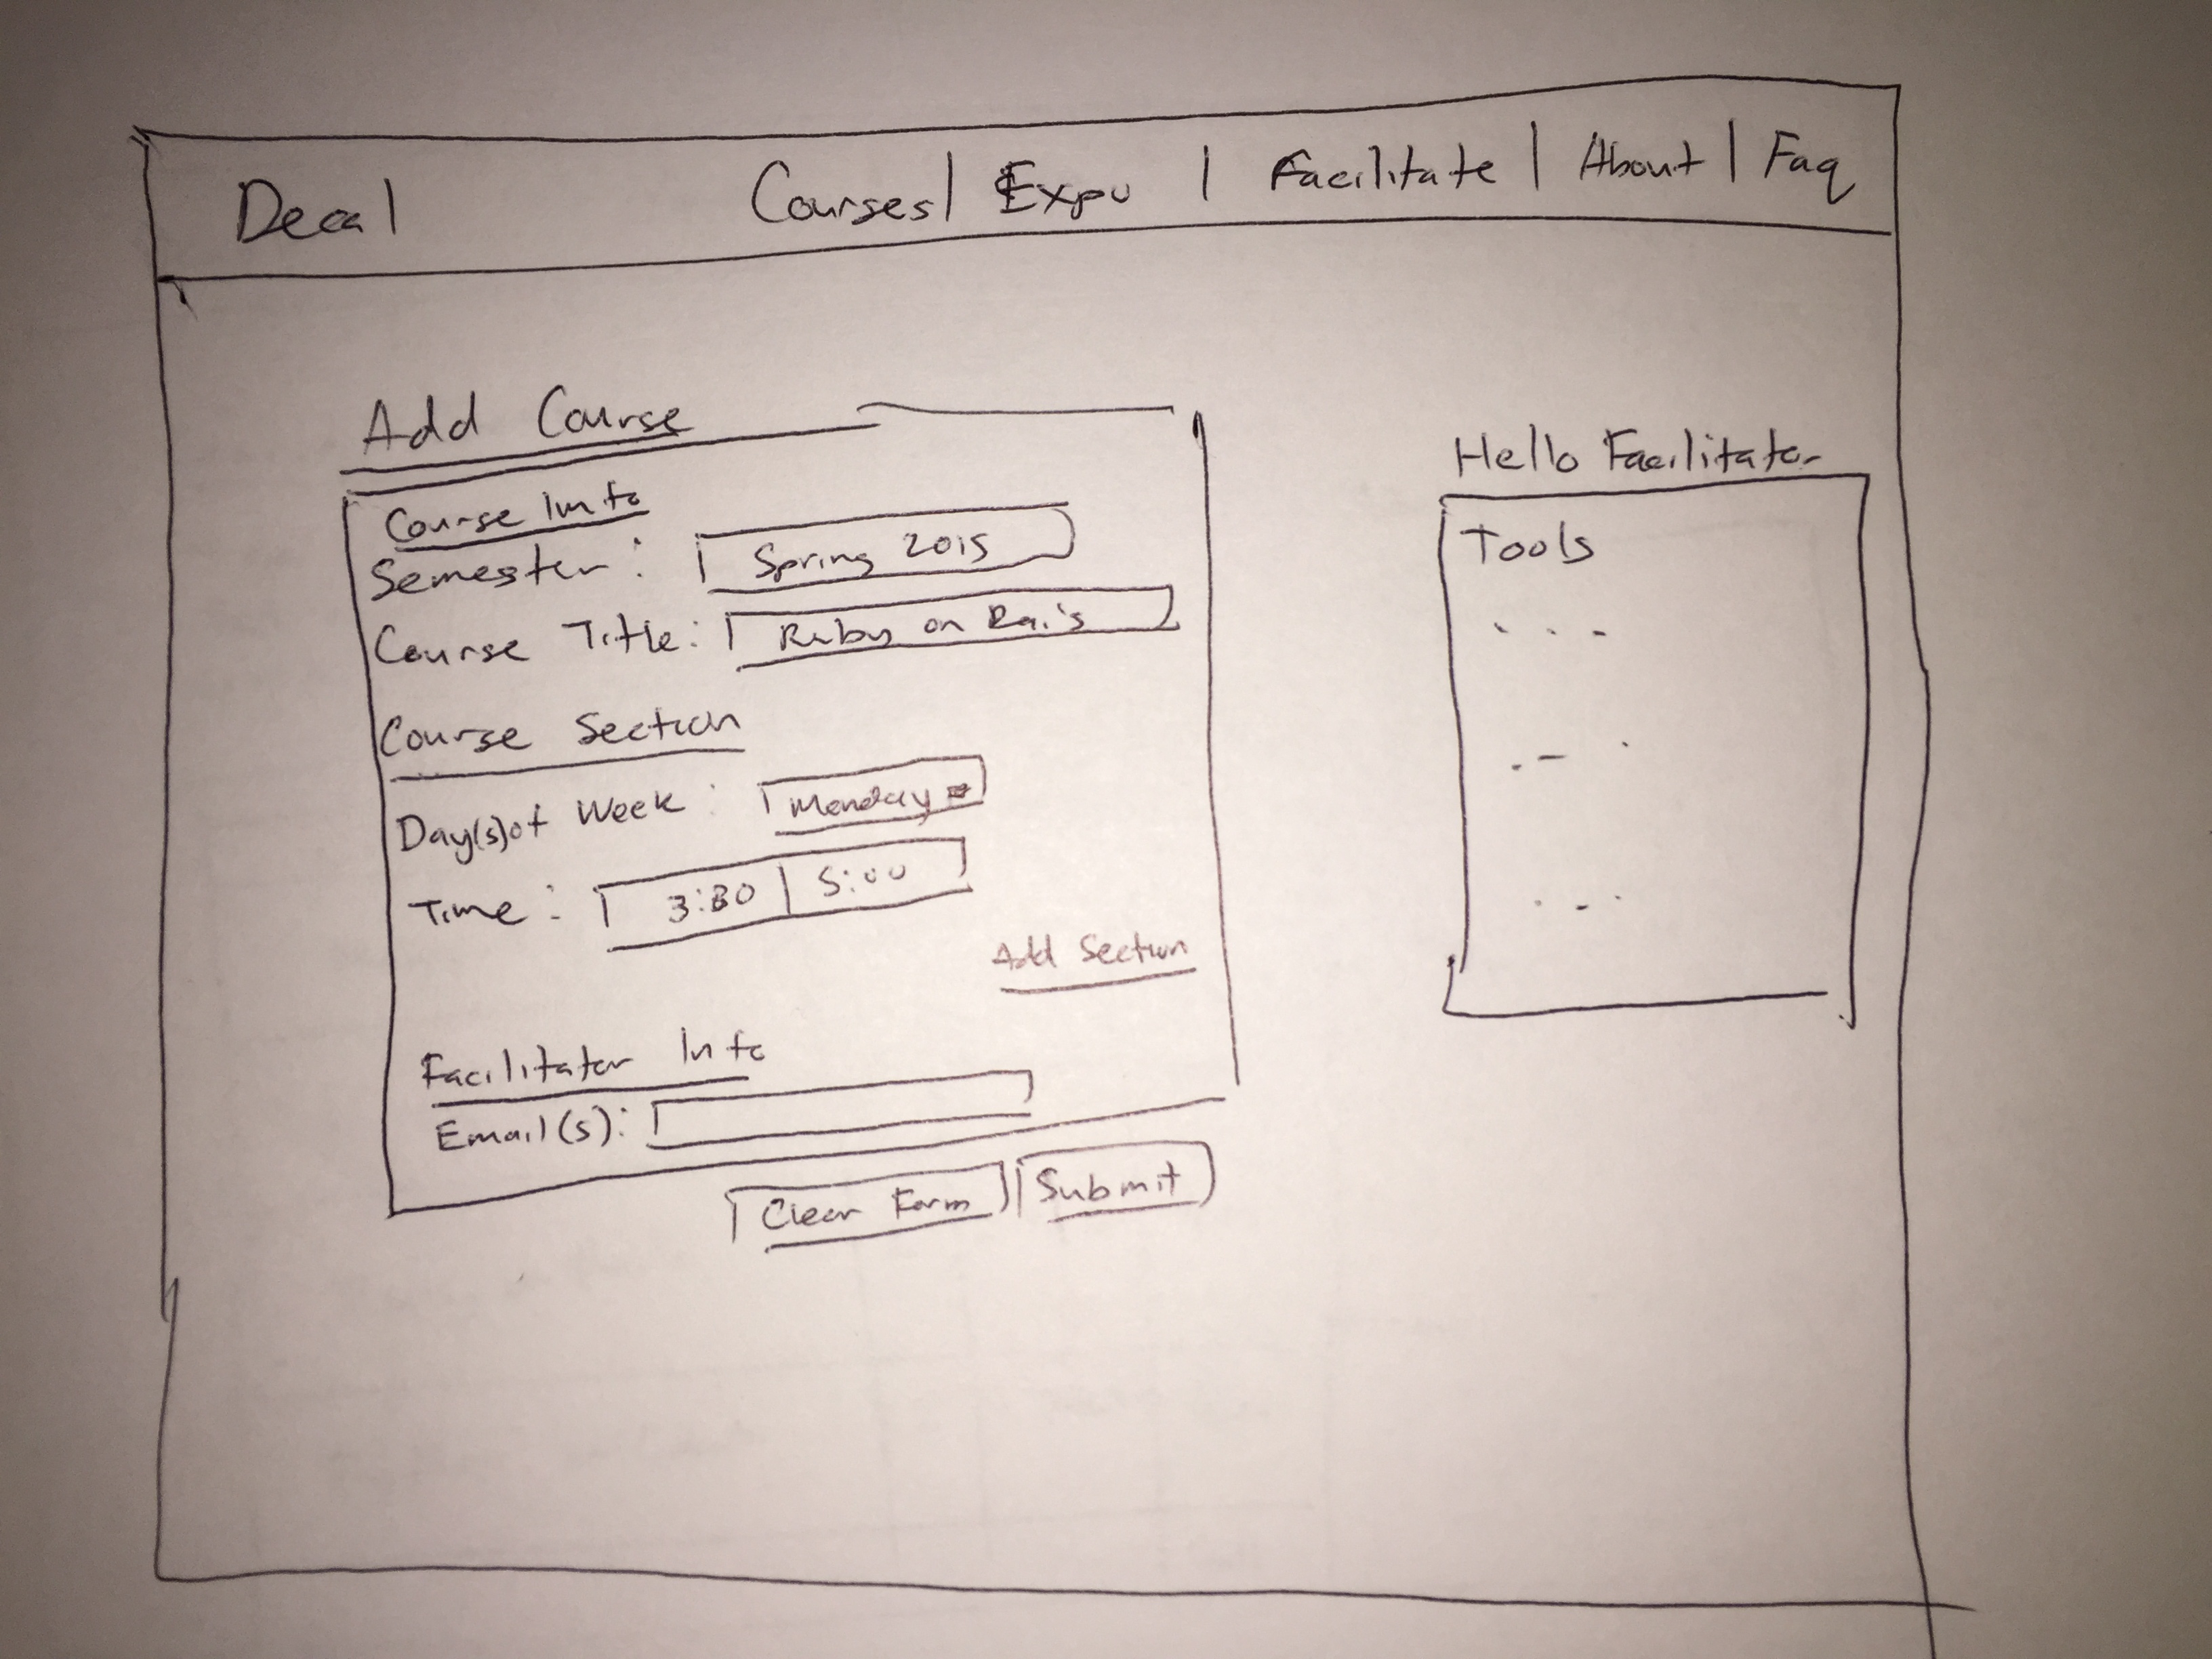 Decal Courses | Expo | Facilitate | About | Faq
Add Course
Course Info
Semester: Spring 2015
Course Title: Ruby on Rails
Course Section
Day(s) of Week: Monday
Time: 3:30 | 5:00
Add Section
Facilitator Info
Email(s):
Clear Form Submit
Hello Facilitator
Tools